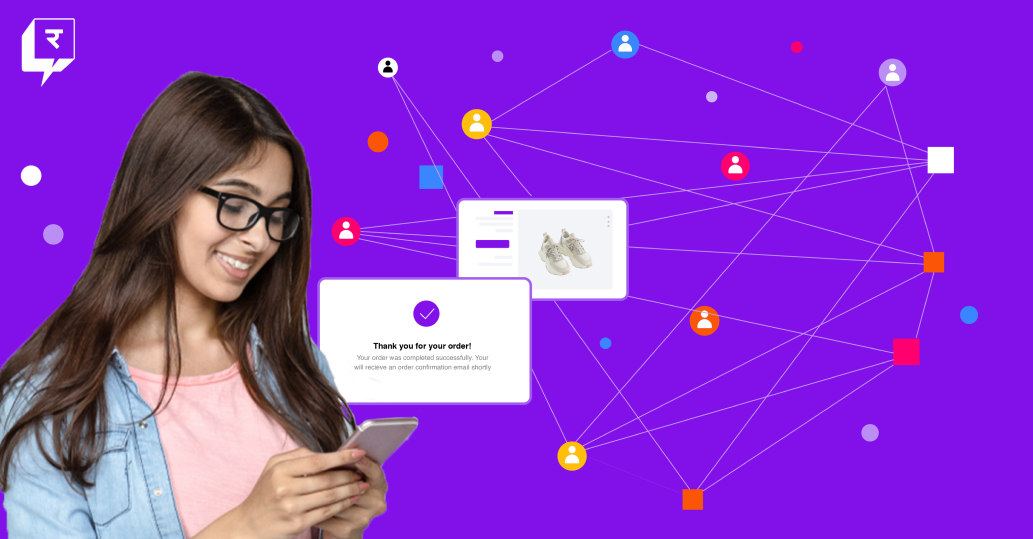 Thank you for your order!
Your order was completed successfully. Your
will recieve an order confirmation email shortly